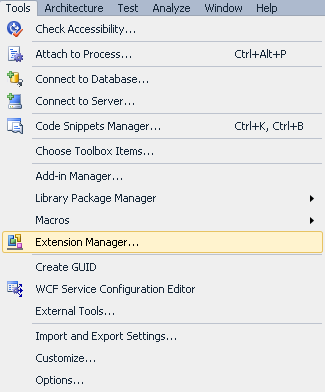 Tools Architecture Test Analyze Window Help
Check Accessibility...
Attach to Process... Ctrl+Alt+P
Connect to Database...
Connect to Server...
Code Snippets Manager... Ctrl+K, Ctrl+B
Choose Toolbox Items...
Add-in Manager...
Library Package Manager
Macros
Extension Manager...
Create GUID
WCF Service Configuration Editor
External Tools...
Import and Export Settings...
Customize...
Options...